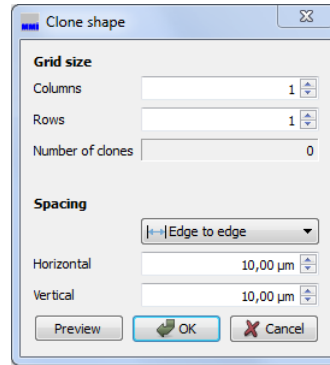 mmi Clone shape
Grid size
Columns 1
Rows 1
Number of clones 0
Spacing
Edge to edge
Horizontal 10,00 µm
Vertical 10,00 µm
Preview OK Cancel